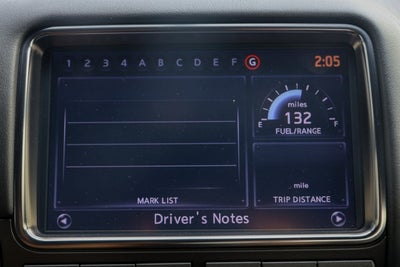 1 2 3 4 A B C D E F G 2:05
miles
132
E F
FUEL/RANGE
mile
MARK LIST TRIP DISTANCE
Driver's Notes